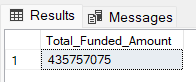 Results Messages
Total_Funded_Amount
1 435757075